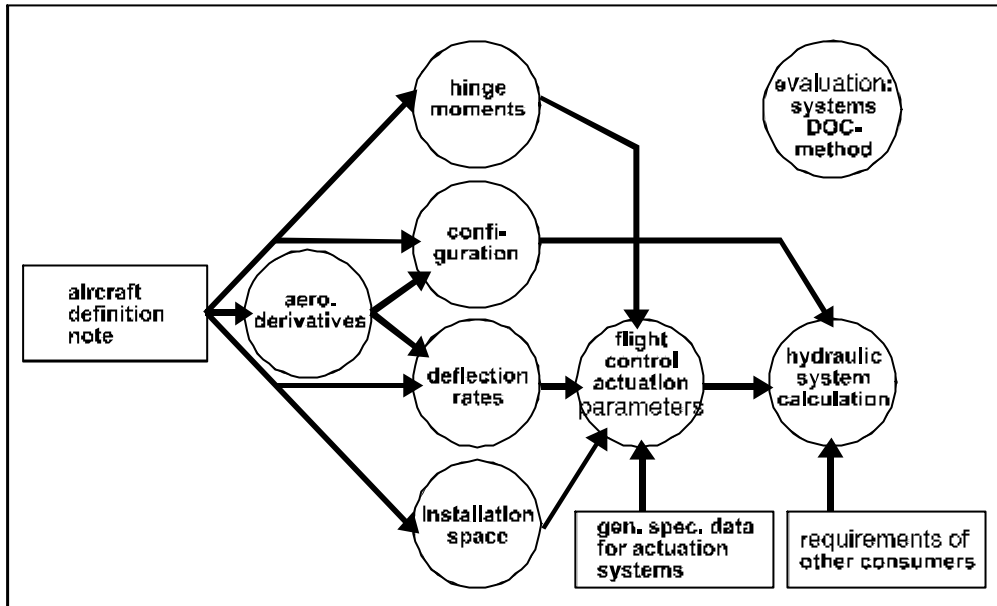 hinge
moments
evaluation:
systems
DOC-
method
confi-
guration
aircraft
definition
note
aero.
derivatives
deflection
rates
flight
control
actuation
parameters
hydraulic
system
calculation
Installation
space
gen. spec. data
for actuation
systems
requirements of
other consumers